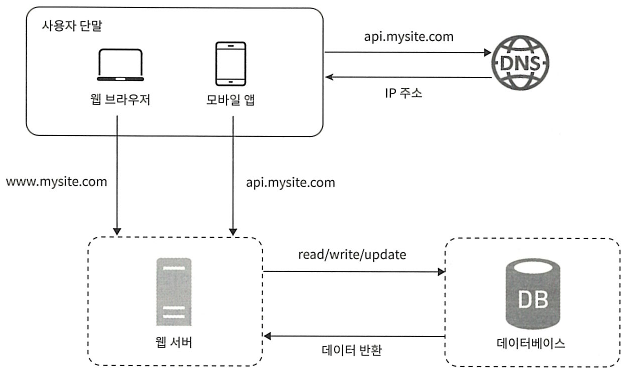 사용자 단말
웹 브라우저
모바일 앱
api.mysite.com
DNS
IP 주소
www.mysite.com
api.mysite.com
웹 서버
read/write/update
데이터 반환
DB
데이터베이스